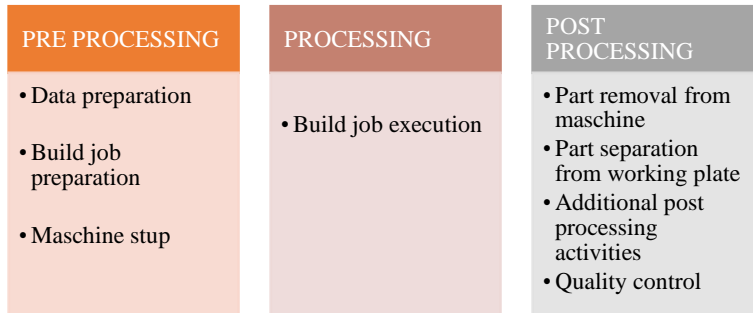 PRE PROCESSING
• Data preparation
• Build job
preparation
• Maschine stup
PROCESSING
• Build job execution
POST
PROCESSING
• Part removal from
maschine
• Part separation
from working plate
• Additional post
processing
activities
• Quality control